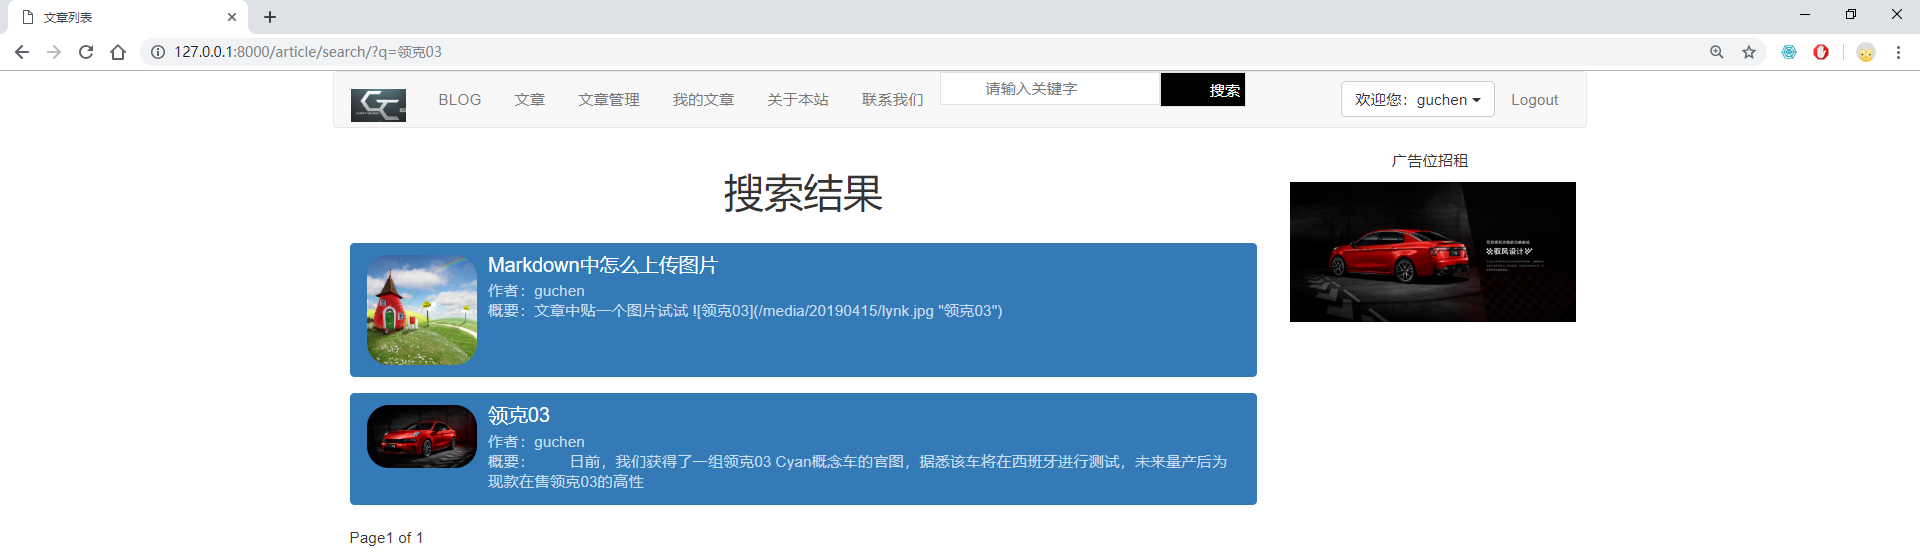 文章列表
127.0.0.1:8000/article/search/?q=领克03
BLOG 文章 文章管理 我的文章 关于本站 联系我们 请输入关键字 搜索 欢迎您：guchen Logout
广告位招租
搜索结果
驭风设计
Markdown中怎么上传图片
作者：guchen
概要：文章中贴一个图片试试 ![领克03](/media/20190415/lynk.jpg "领克03")
领克03
作者：guchen
概要： 日前，我们获得了一组领克03 Cyan概念车的官图，据悉该车将在西班牙进行测试，未来量产后为
现款在售领克03的高性
Page1 of 1